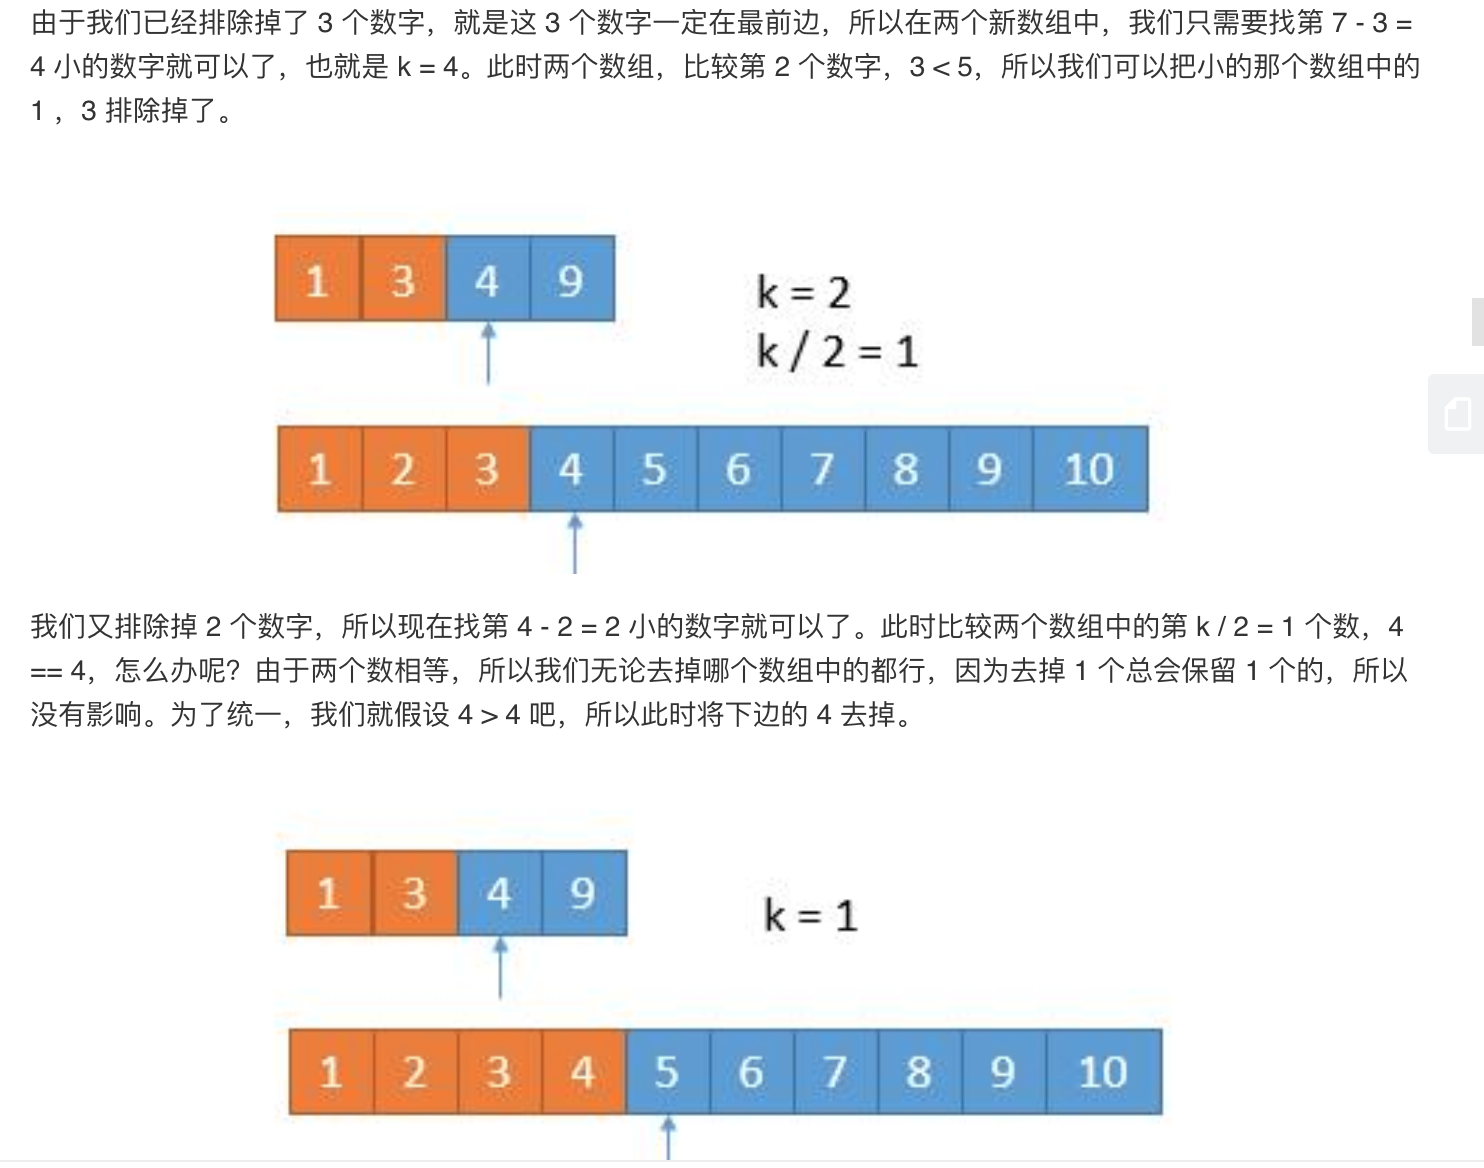 由于我们已经排除掉了 3 个数字，就是这 3 个数字一定在最前边，所以在两个新数组中，我们只需要找第 7 - 3 =
4 小的数字就可以了，也就是 k = 4。此时两个数组，比较第 2 个数字，3 < 5，所以我们可以把小的那个数组中的
1 ，3 排除掉了。
1 3 4 9
k = 2
k / 2 = 1
1 2 3 4 5 6 7 8 9 10
我们又排除掉 2 个数字，所以现在找第 4 - 2 = 2 小的数字就可以了。此时比较两个数组中的第 k / 2 = 1 个数，4
== 4，怎么办呢？由于两个数相等，所以我们无论去掉哪个数组中的都行，因为去掉 1 个总会保留 1 个的，所以
没有影响。为了统一，我们就假设 4 > 4 吧，所以此时将下边的 4 去掉。
1 3 4 9
k = 1
1 2 3 4 5 6 7 8 9 10